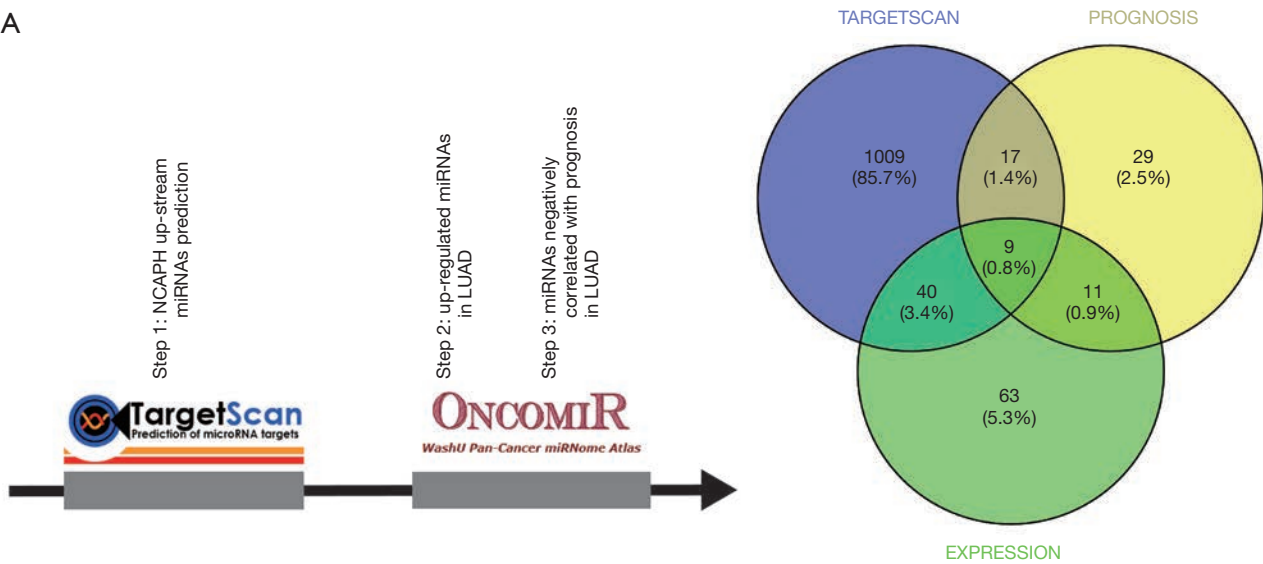 A
Step 1: NCAPH up-stream
miRNAs prediction
Step 2: up-regulated miRNAs
in LUAD
Step 3: miRNAs negatively
correlated with prognosis
in LUAD
TargetScan
Prediction of microRNA targets
ONCOMIR
WashU Pan-Cancer miRNome Atlas
TARGETSCAN
PROGNOSIS
1009
(85.7%)
17
(1.4%)
29
(2.5%)
9
(0.8%)
40
(3.4%)
11
(0.9%)
63
(5.3%)
EXPRESSION